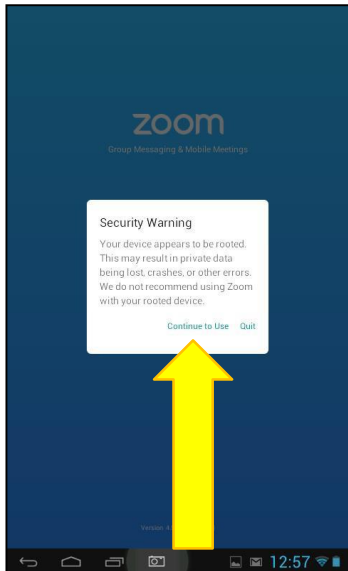 zoom
Group Messaging & Mobile Meetings
Security Warning
Your device appears to be rooted.
This may result in private data
being lost, crashes, or other errors.
We do not recommend using Zoom
with your rooted device.
Continue to Use Quit
Version
12:57